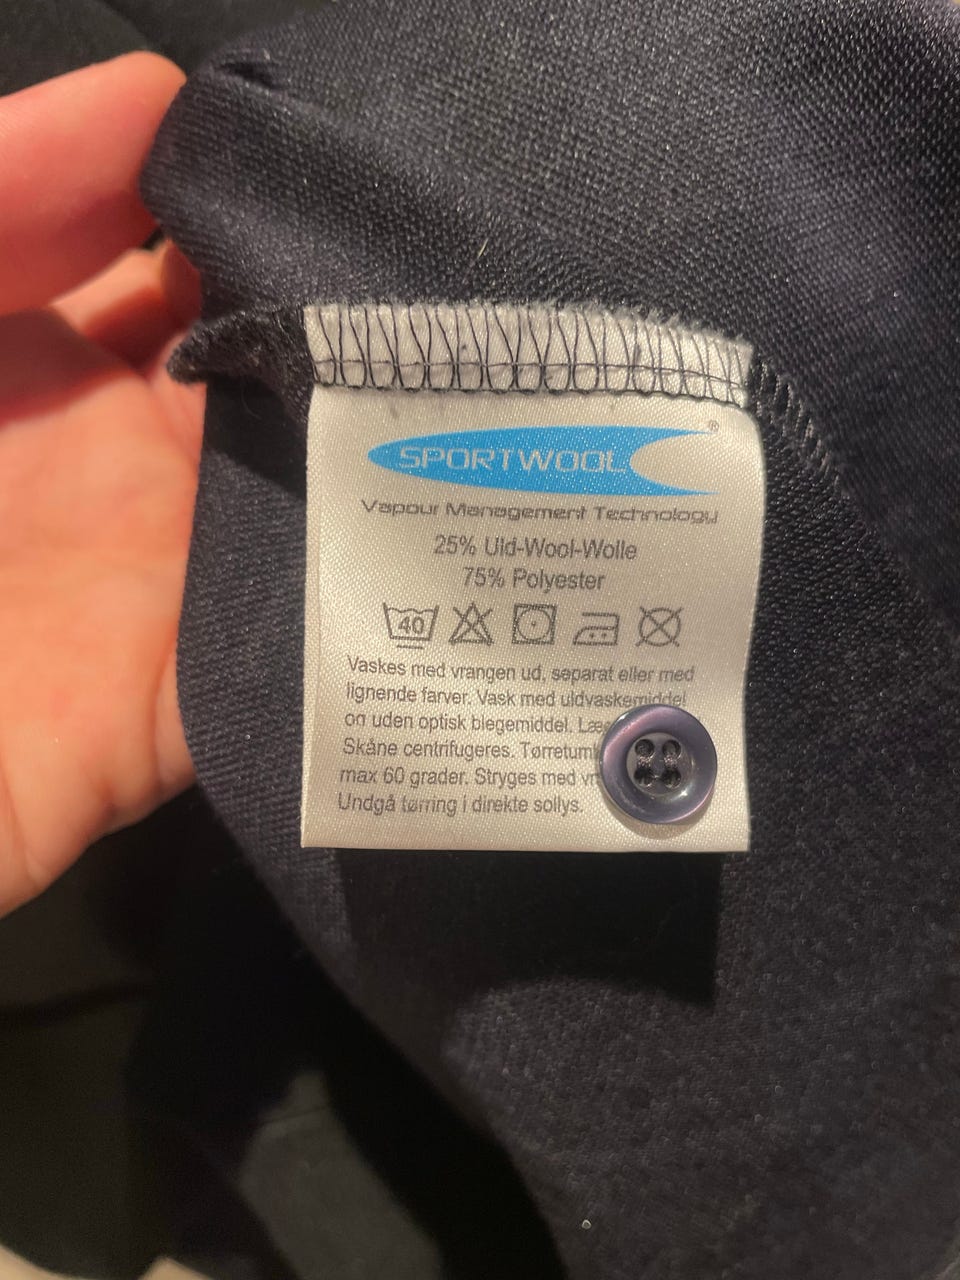 SPORTWOOL ®
Vapour Management Technology
25% Uld-Wool-Wolle
75% Polyester
40
Vaskes med vrangen ud, separat eller med
lignende farver. Vask med uldvaskemiddel
og uden optisk blegemiddel.
Skåne centrifugeres.
max 60 grader. Stryges med
Undgå tørring i direkte sollys.